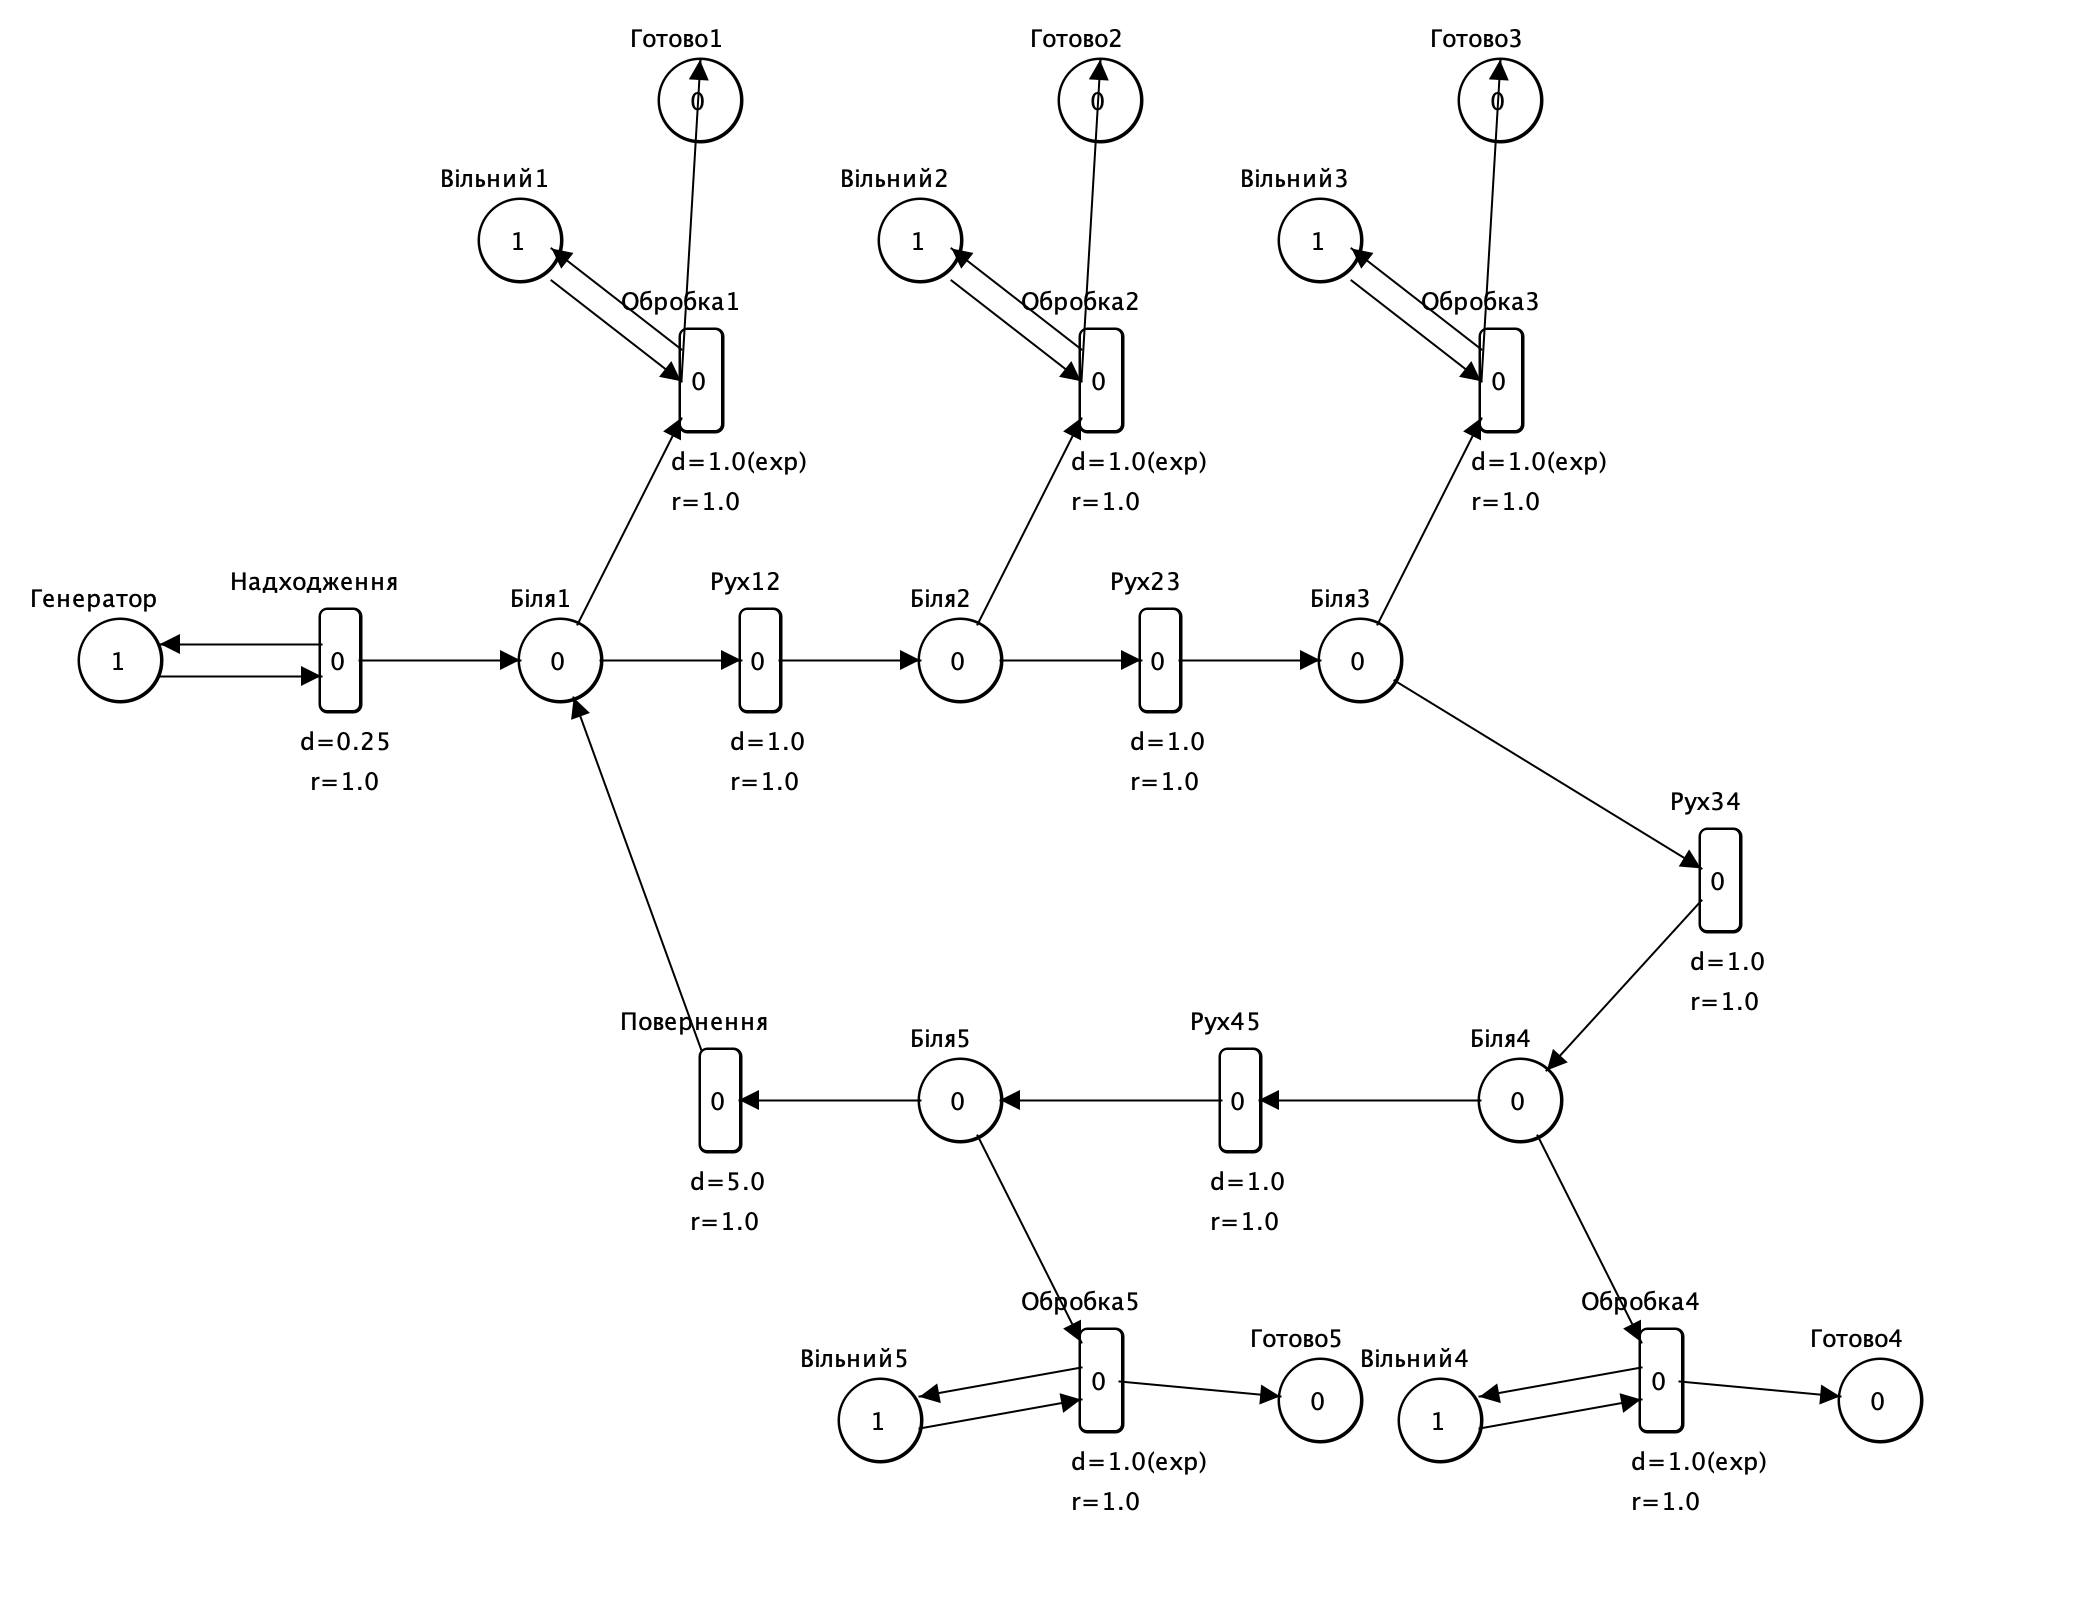 Готово1
Готово2
Готово3
0
0
0
Вільний1
Вільний2
Вільний3
1
1
1
Обробка1
Обробка2
Обробка3
0
0
0
d=1.0(exp)
d=1.0(exp)
d=1.0(exp)
r=1.0
r=1.0
r=1.0
Генератор
Надходження
Біля1
Рух12
Біля2
Рух23
Біля3
1
0
0
0
0
0
0
d=0.25
d=1.0
d=1.0
r=1.0
r=1.0
r=1.0
Рух34
0
d=1.0
r=1.0
Повернення
Біля5
Рух45
Біля4
0
0
0
0
d=5.0
d=1.0
r=1.0
r=1.0
Обробка5
Обробка4
Вільний5
Готово5
Вільний4
Готово4
1
0
0
1
0
0
d=1.0(exp)
d=1.0(exp)
r=1.0
r=1.0